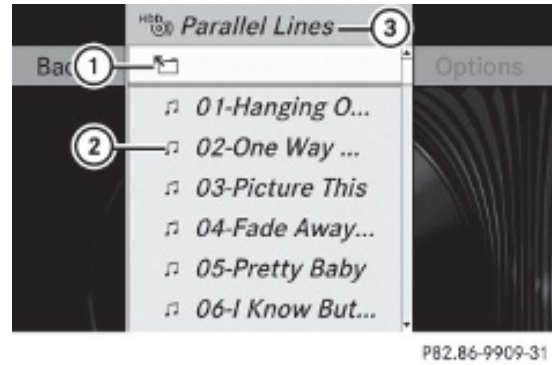 HDD Parallel Lines 3
Bac 1 Options
01-Hanging O...
2 02-One Way ...
03-Picture This
04-Fade Away...
05-Pretty Baby
06-I Know But...
P82.86-9909-31